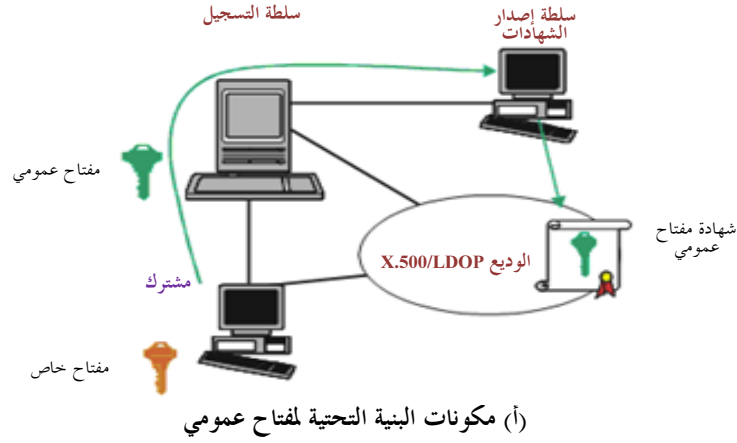 سلطة التسجيل
سلطة إصدار
الشهادات
مفتاح عمومي
شهادة مفتاح
عمومي
الوديع X.500/LDOP
مشترك
مفتاح خاص
(أ) مكونات البنية التحتية لمفتاح عمومي